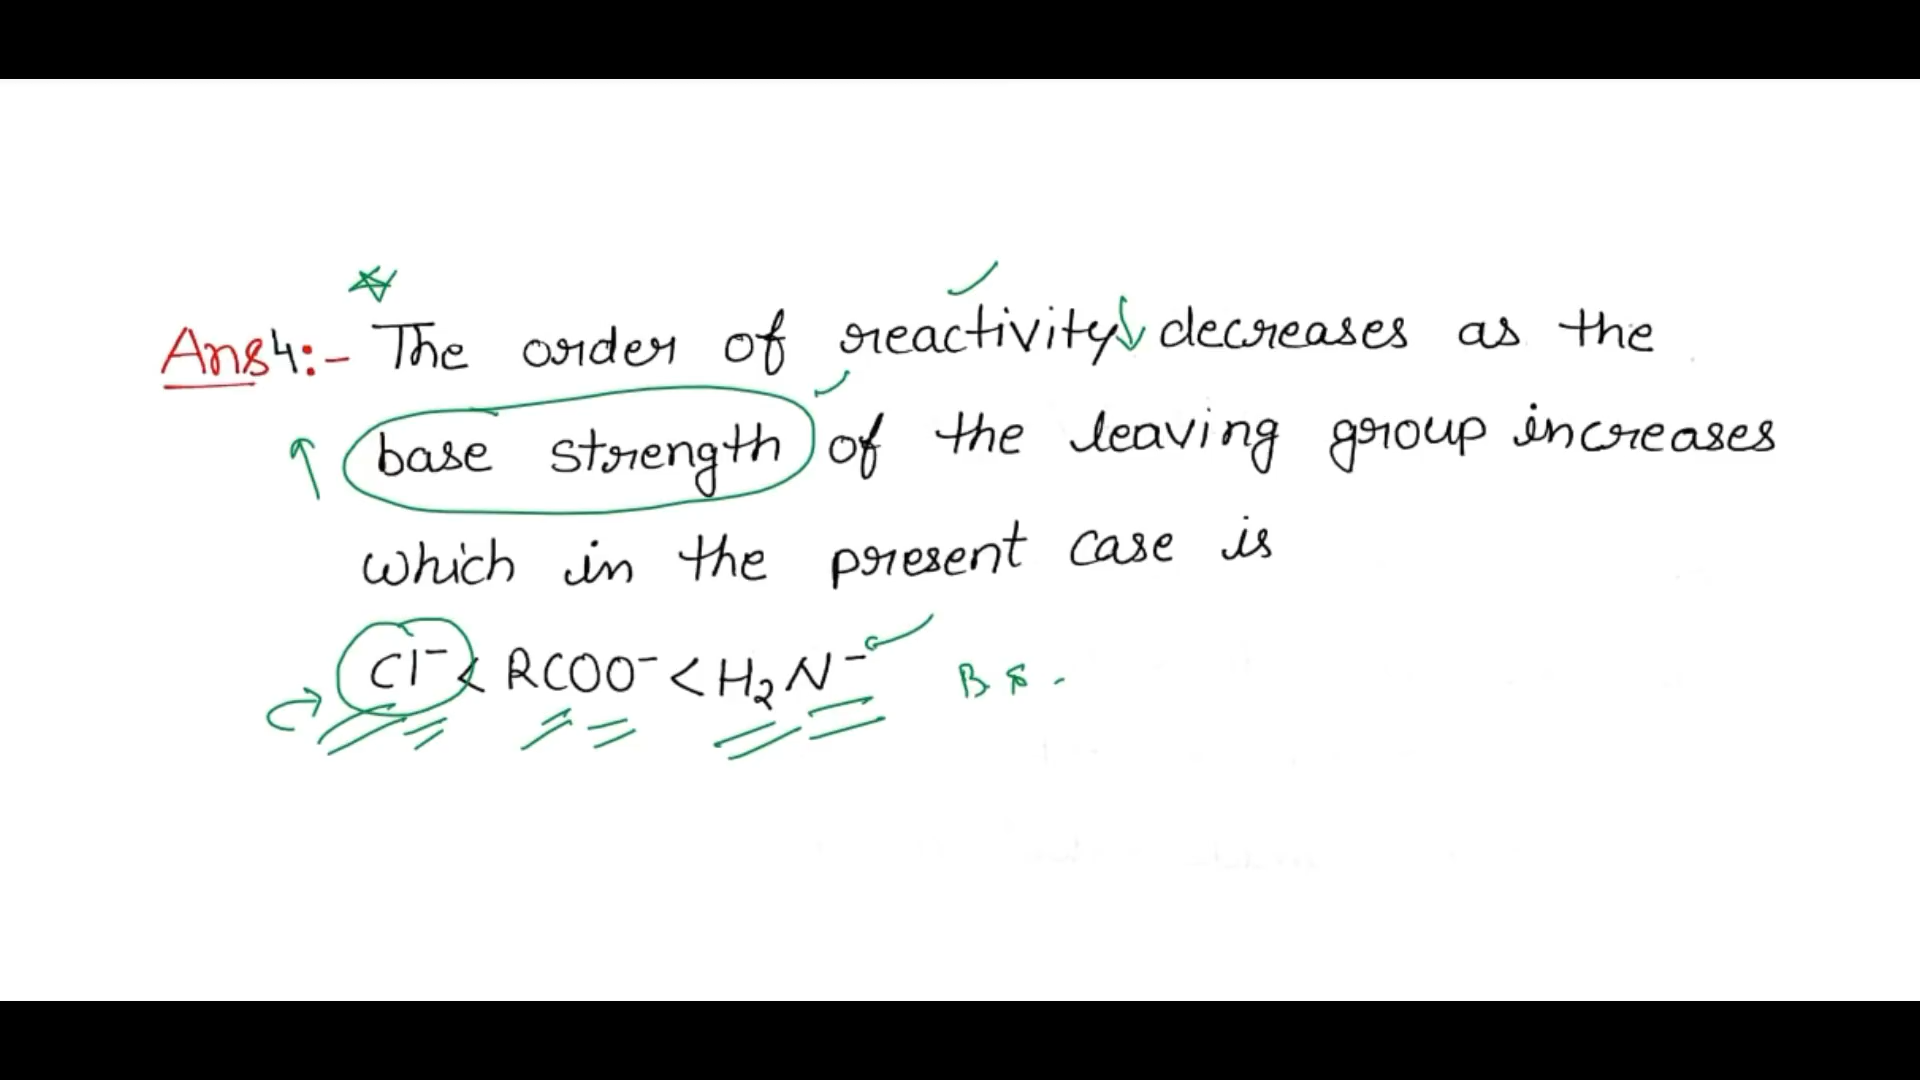 Ans4:- The order of reactivity↓ decreases as the
↑ base strength of the leaving group increases
which in the present case is
Cl⁻ < RCOO⁻ < H₂N⁻ B s.